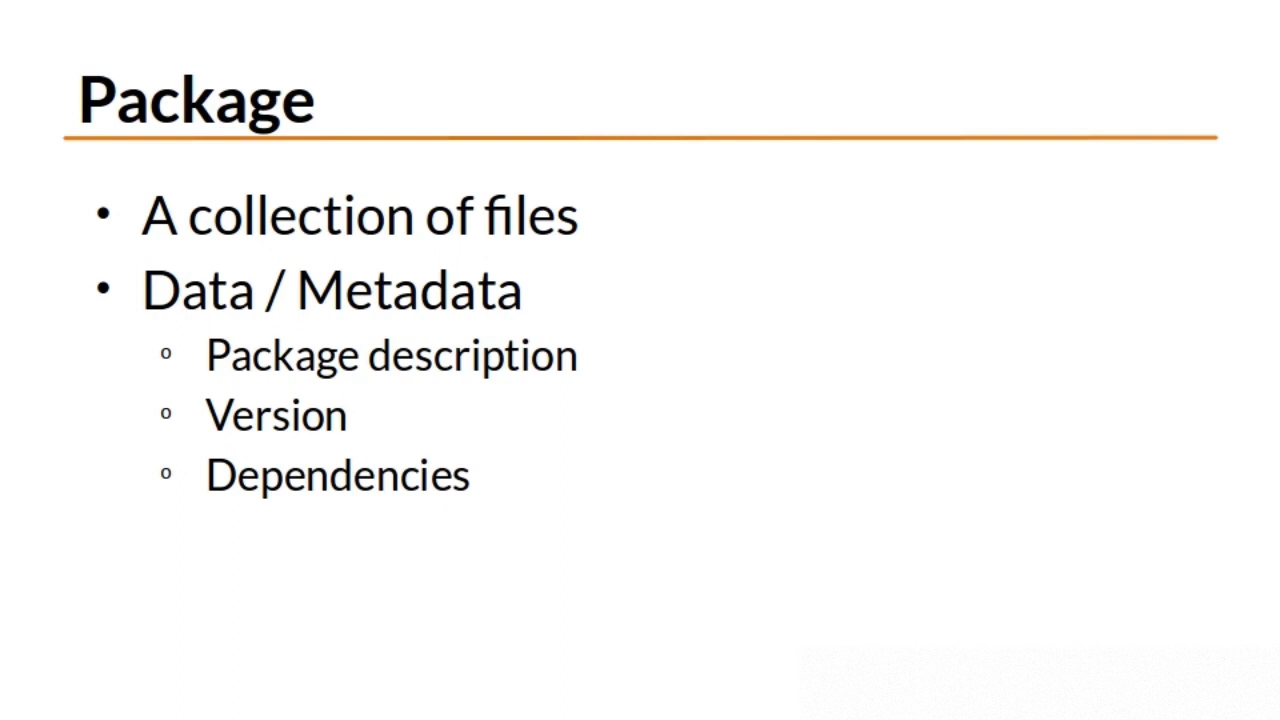 Package
• A collection of files
• Data / Metadata
o Package description
o Version
o Dependencies